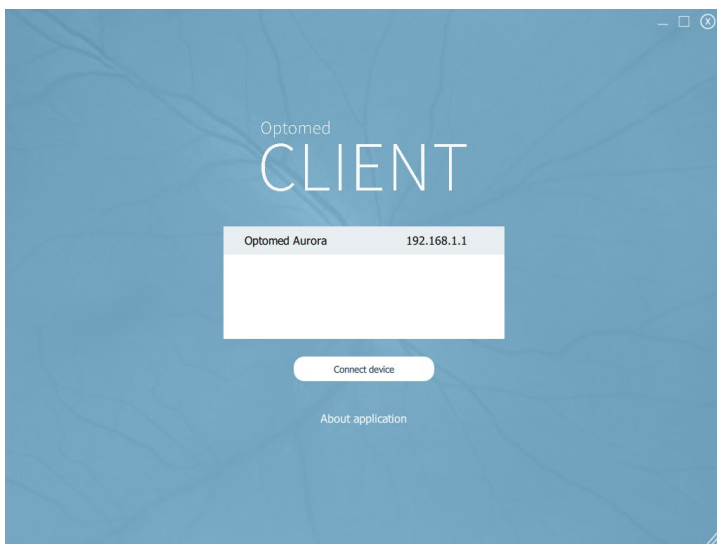 Optomed
CLIENT
Optomed Aurora 192.168.1.1
Connect device
About application